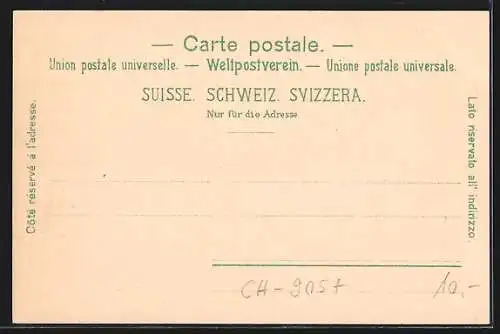 — Carte postale. —
Union postale universelle. — Weltpostverein. — Unione postale universale.
SUISSE. SCHWEIZ. SVIZZERA.
Nur für die Adresse
Côté réservé à l'adresse.
Lato riservato all' indirizzo.
CH-9057
10.-